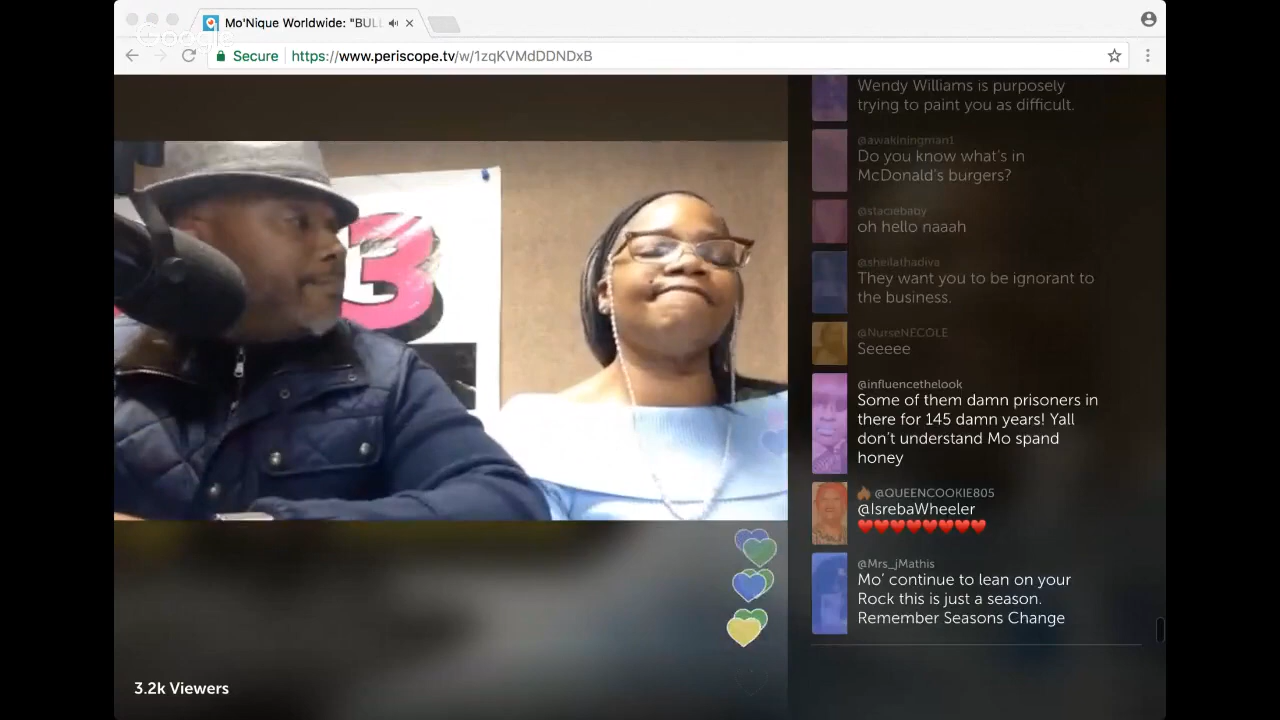 Mo'Nique Worldwide: "BULL
Google
Secure https://www.periscope.tv/w/1zqKVMdDDNDxB
3
Wendy Williams is purposely
trying to paint you as difficult.
@awakiningman1
Do you know what's in
McDonald's burgers?
@staciebaby
oh hello naaah
@sheilathadiva
They want you to be ignorant to
the business.
@NurseNECOLE
Seeeee
@influencethelook
Some of them damn prisoners in
there for 145 damn years! Yall
don't understand Mo spand
honey
🔥 @QUEENCOOKIE805
@IsrebaWheeler
❤️❤️❤️❤️❤️❤️❤️❤️
@Mrs_jMathis
Mo' continue to lean on your
Rock this is just a season.
Remember Seasons Change
3.2k Viewers